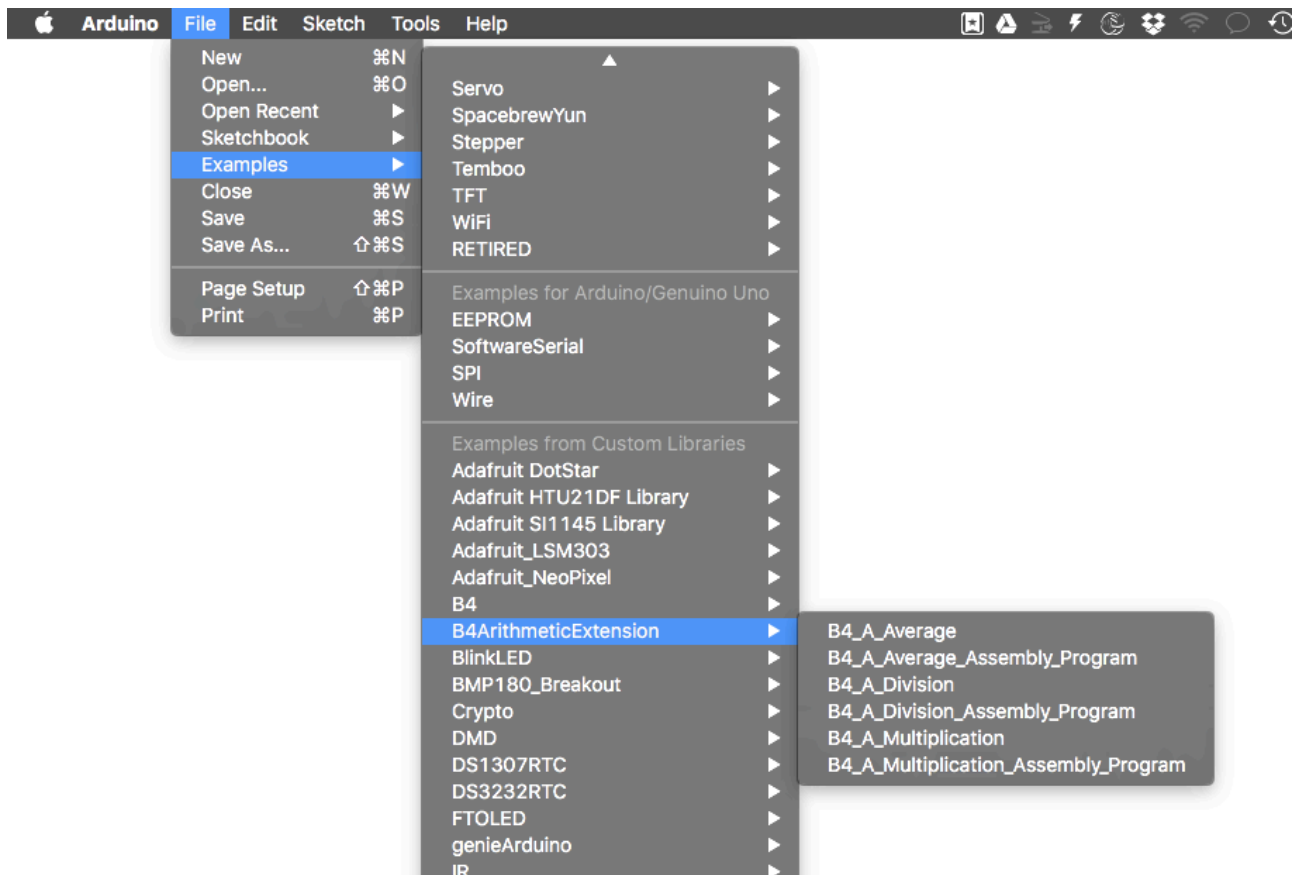 Arduino File Edit Sketch Tools Help
New ⌘N
Open... ⌘O
Open Recent
Sketchbook
Examples
Close ⌘W
Save ⌘S
Save As... ⇧⌘S
Page Setup ⇧⌘P
Print ⌘P
Servo
SpacebrewYun
Stepper
Temboo
TFT
WiFi
RETIRED
Examples for Arduino/Genuino Uno
EEPROM
SoftwareSerial
SPI
Wire
Examples from Custom Libraries
Adafruit DotStar
Adafruit HTU21DF Library
Adafruit SI1145 Library
Adafruit_LSM303
Adafruit_NeoPixel
B4
B4ArithmeticExtension
BlinkLED
BMP180_Breakout
Crypto
DMD
DS1307RTC
DS3232RTC
FTOLED
genieArduino
IR
B4_A_Average
B4_A_Average_Assembly_Program
B4_A_Division
B4_A_Division_Assembly_Program
B4_A_Multiplication
B4_A_Multiplication_Assembly_Program